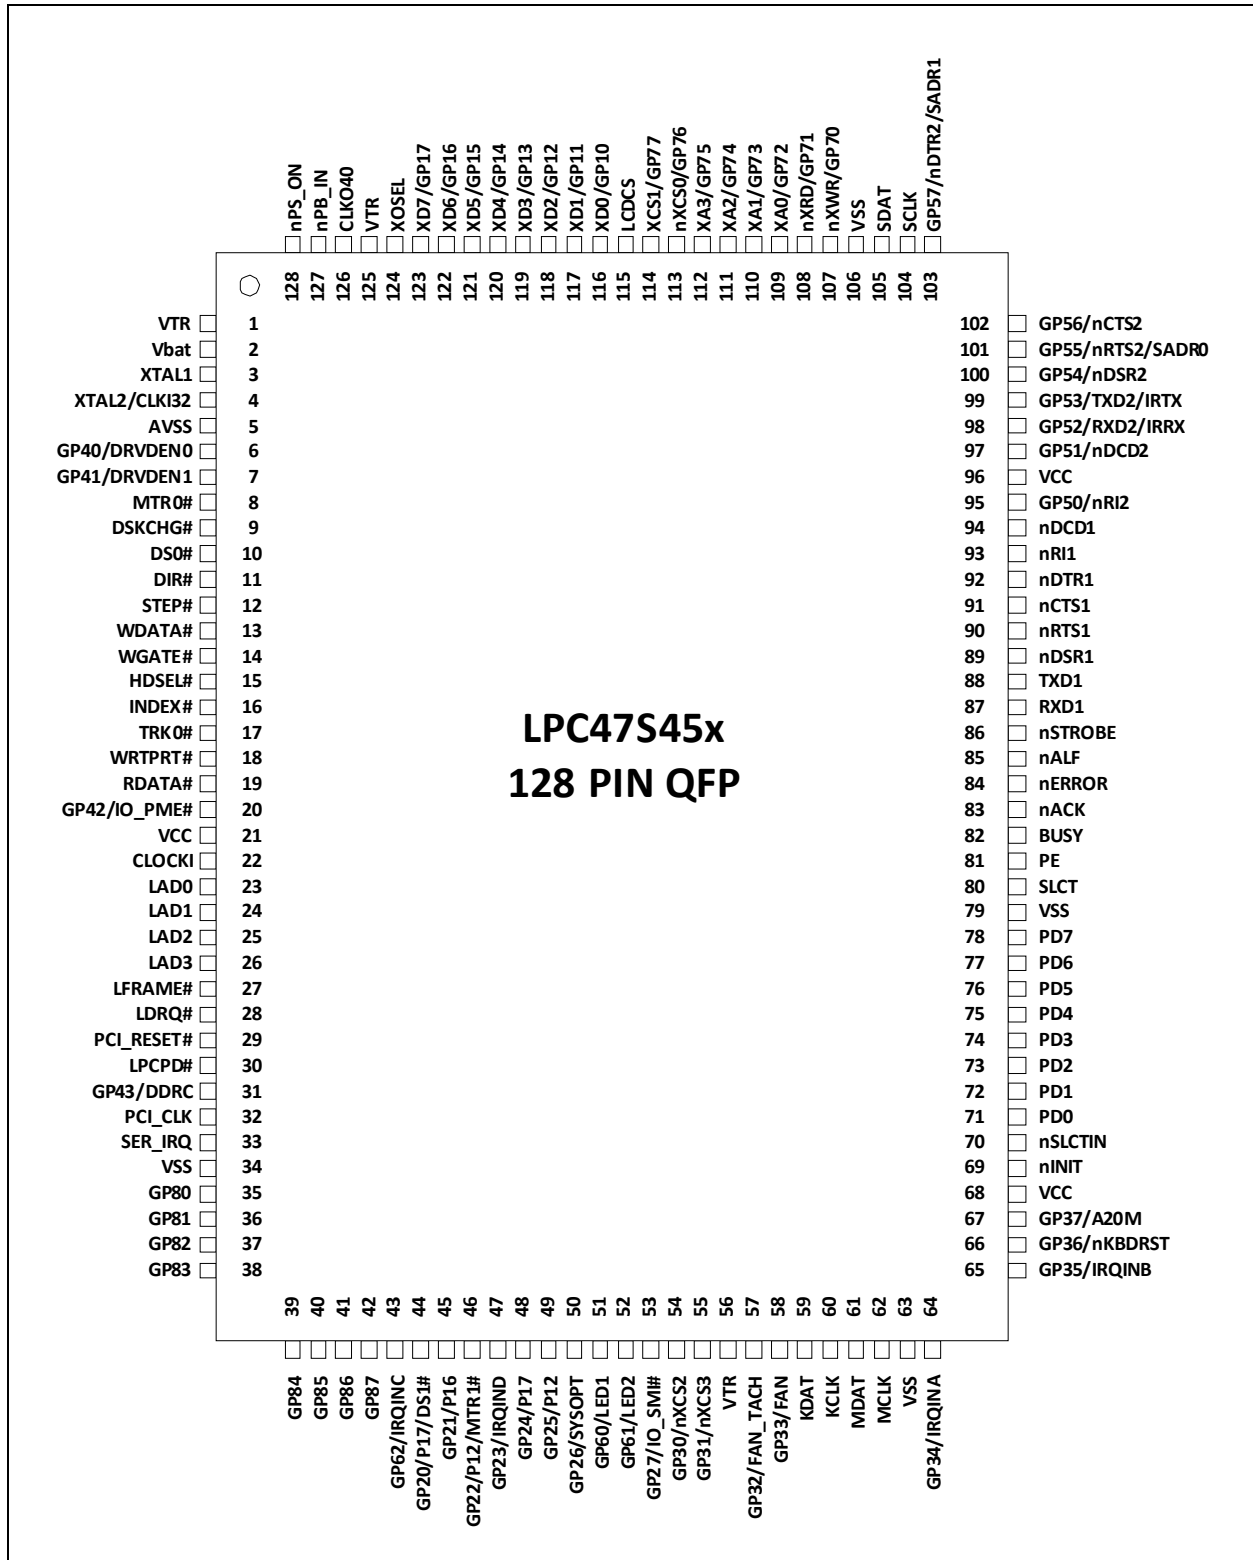 nPS_ON
nPB_IN
CLKO40
VTR
XOSEL
XD7/GP17
XD6/GP16
XD5/GP15
XD4/GP14
XD3/GP13
XD2/GP12
XD1/GP11
XD0/GP10
LCDCS
XCS1/GP77
nXCS0/GP76
XA3/GP75
XA2/GP74
XA1/GP73
XA0/GP72
nXRD/GP71
nXWR/GP70
VSS
SDAT
SCLK
GP57/nDTR2/SADR1
128 127 126 125 124 123 122 121 120 119 118 117 116 115 114 113 112 111 110 109 108 107 106 105 104 103
VTR 1 102 GP56/nCTS2
Vbat 2 101 GP55/nRTS2/SADR0
XTAL1 3 100 GP54/nDSR2
XTAL2/CLKI32 4 99 GP53/TXD2/IRTX
AVSS 5 98 GP52/RXD2/IRRX
GP40/DRVDEN0 6 97 GP51/nDCD2
GP41/DRVDEN1 7 96 VCC
MTR0# 8 95 GP50/nRI2
DSKCHG# 9 94 nDCD1
DS0# 10 93 nRI1
DIR# 11 92 nDTR1
STEP# 12 91 nCTS1
WDATA# 13 90 nRTS1
WGATE# 14 89 nDSR1
HDSEL# 15 88 TXD1
INDEX# 16 87 RXD1
TRK0# 17 86 nSTROBE
WRTPRT# 18 85 nALF
RDATA# 19 84 nERROR
GP42/IO_PME# 20 83 nACK
VCC 21 82 BUSY
CLOCKI 22 81 PE
LAD0 23 80 SLCT
LAD1 24 79 VSS
LAD2 25 78 PD7
LAD3 26 77 PD6
LFRAME# 27 76 PD5
LDRQ# 28 75 PD4
PCI_RESET# 29 74 PD3
LPCPD# 30 73 PD2
GP43/DDRC 31 72 PD1
PCI_CLK 32 71 PD0
SER_IRQ 33 70 nSLCTIN
VSS 34 69 nINIT
GP80 35 68 VCC
GP81 36 67 GP37/A20M
GP82 37 66 GP36/nKBDRST
GP83 38 65 GP35/IRQINB
LPC47S45x
128 PIN QFP
39 40 41 42 43 44 45 46 47 48 49 50 51 52 53 54 55 56 57 58 59 60 61 62 63 64
GP84
GP85
GP86
GP87
GP62/IRQINC
GP20/P17/DS1#
GP21/P16
GP22/P12/MTR1#
GP23/IRQIND
GP24/P17
GP25/P12
GP26/SYSOPT
GP60/LED1
GP61/LED2
GP27/IO_SMI#
GP30/nXCS2
GP31/nXCS3
VTR
GP32/FAN_TACH
GP33/FAN
KDAT
KCLK
MDAT
MCLK
VSS
GP34/IRQINA